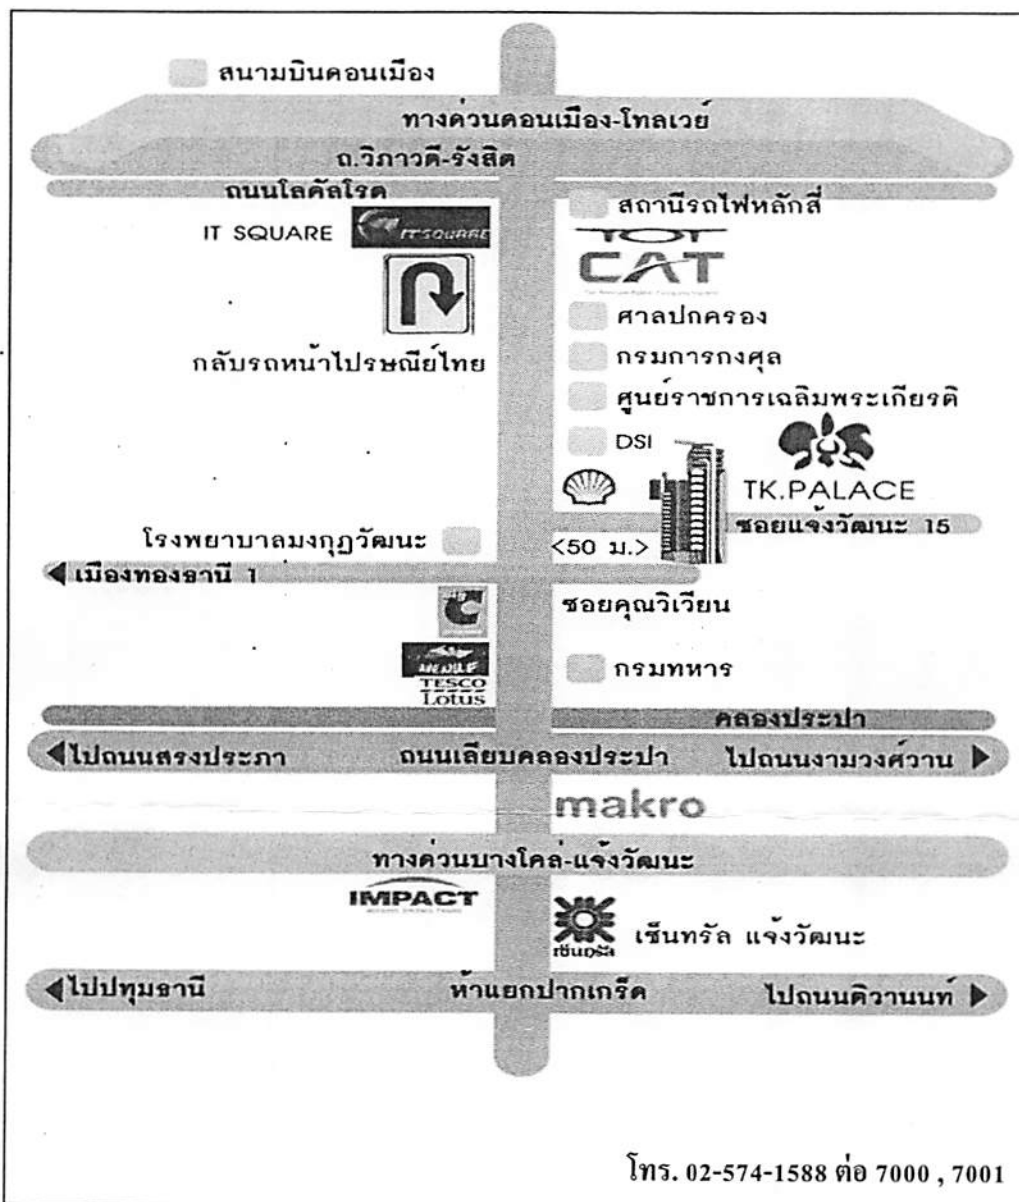 สนามบินดอนเมือง
ทางด่วนดอนเมือง-โทลเวย์
ถ.วิภาวดี-รังสิต
ถนนโลคัลโรด
สถานีรถไฟหลักสี่
IT SQUARE
IT SQUARE
TOT
CAT
ศาลปกครอง
กลับรถหน้าไปรษณีย์ไทย
กรมการกงศุล
ศูนย์ราชการเฉลิมพระเกียรติ
DSI
TK.PALACE
ซอยแจ้งวัฒนะ 15
โรงพยาบาลมงกุฎวัฒนะ
<50 ม.>
เมืองทองธานี 1
ซอยคุณวิเวียน
กรมทหาร
TESCO
Lotus
คลองประปา
ไปถนนสรงประภา
ถนนเลียบคลองประปา
ไปถนนงามวงศ์วาน
makro
ทางด่วนบางโคล่-แจ้งวัฒนะ
IMPACT
เซ็นทรัล
เซ็นทรัล แจ้งวัฒนะ
ไปปทุมธานี
ห้าแยกปากเกร็ด
ไปถนนติวานนท์
โทร. 02-574-1588 ต่อ 7000 , 7001